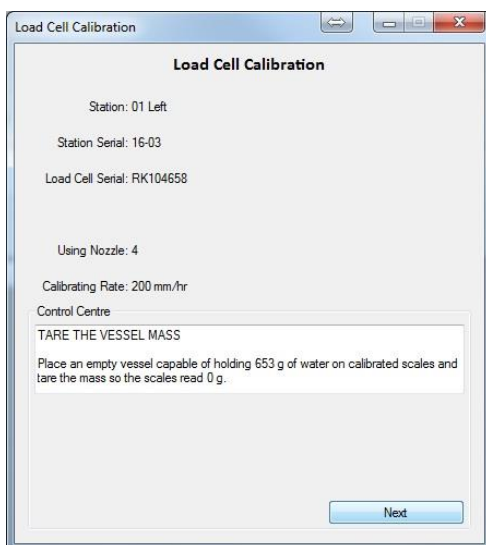 Load Cell Calibration
Load Cell Calibration
Station: 01 Left
Station Serial: 16-03
Load Cell Serial: RK104658
Using Nozzle: 4
Calibrating Rate: 200 mm/hr
Control Centre
TARE THE VESSEL MASS
Place an empty vessel capable of holding 653 g of water on calibrated scales and
tare the mass so the scales read 0 g.
Next